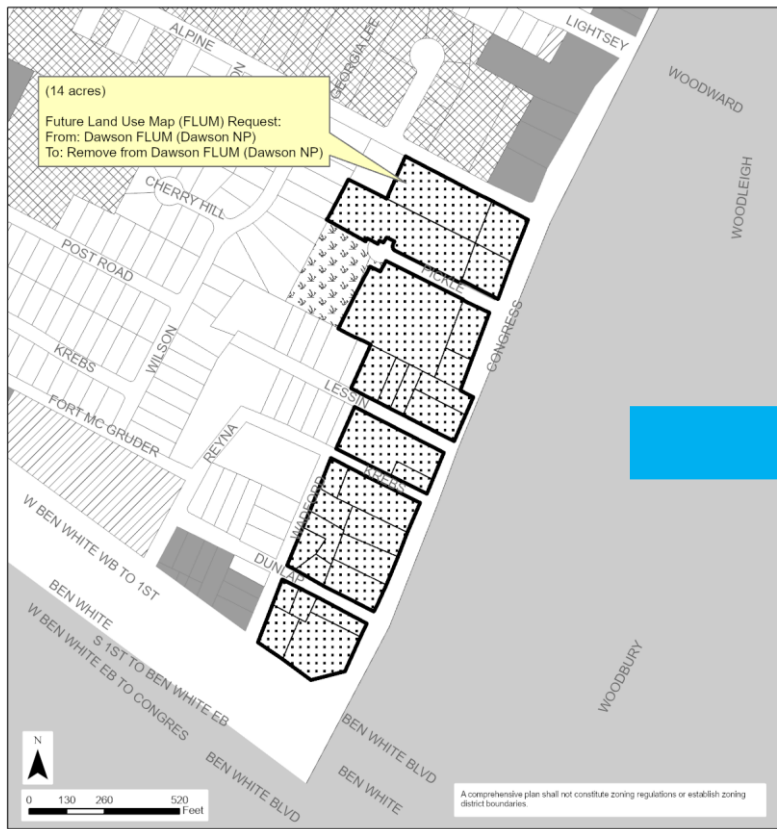 LIGHTSEY
ALPINE
GEORGIA LEE
WOODWARD
(14 acres)
Future Land Use Map (FLUM) Request:
From: Dawson FLUM (Dawson NP)
To: Remove from Dawson FLUM (Dawson NP)
WOODLEIGH
CHERRY HILL
POST ROAD
PICKLE
CONGRESS
WILSON
KREBS
LESSIN
FORT MC GRUDER
REYNA
KREBS
WADFORD
W BEN WHITE WB TO 1ST
DUNLAP
BEN WHITE
S 1ST TO BEN WHITE EB
W BEN WHITE EB TO CONGRES
WOODBURY
BEN WHITE BLVD
BEN WHITE BLVD
BEN WHITE
N
0 130 260 520
Feet
A comprehensive plan shall not constitute zoning regulations or establish zoning
district boundaries.